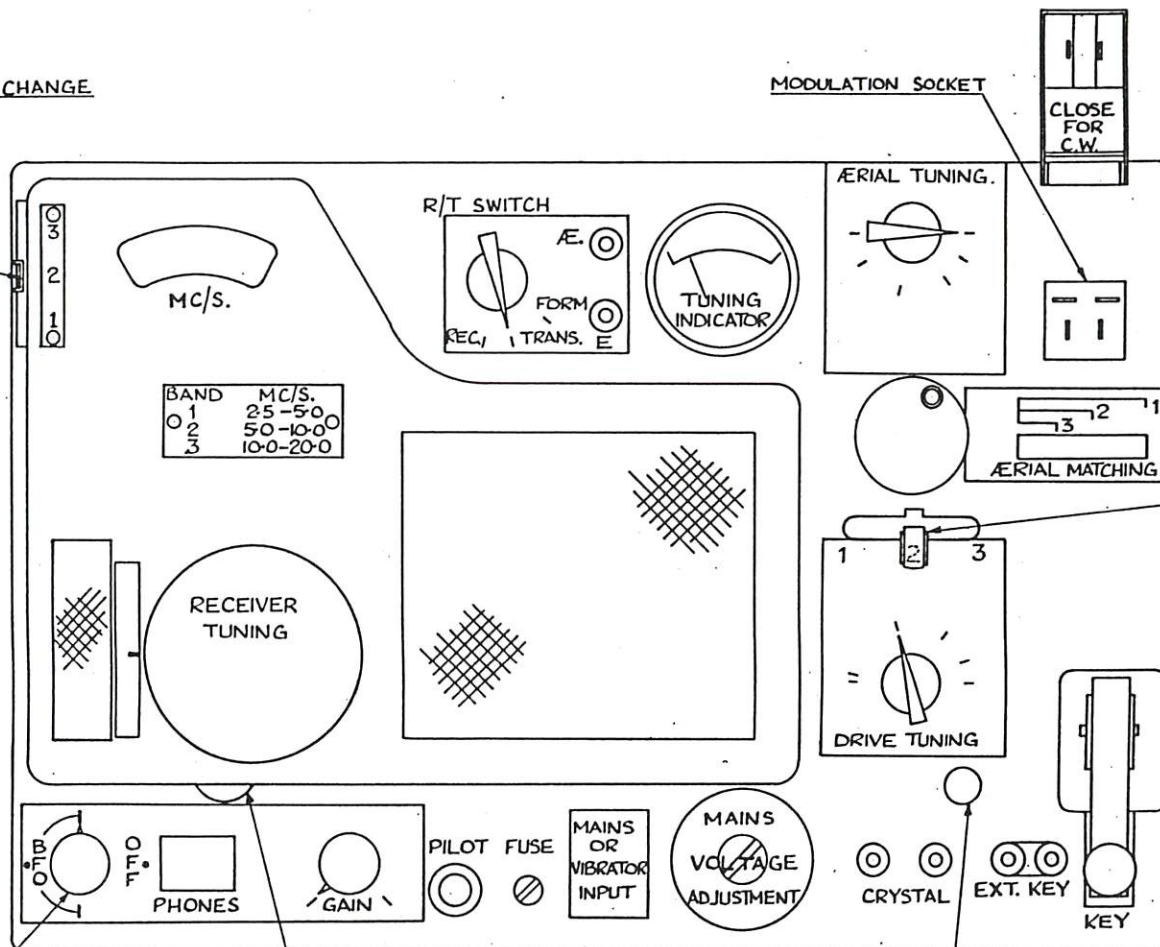 CHANGE
MODULATION SOCKET
CLOSE
FOR
C.W.
3
2
1
MC/S.
R/T SWITCH
Æ.
FORM
REC,
TRANS.
E
TUNING
INDICATOR
ÆRIAL TUNING.
BAND MC/S.
1 2·5-5·0
2 5·0-10·0
3 10·0-20·0
1
2
3
ÆRIAL MATCHING
1 2 3
DRIVE TUNING
RECEIVER
TUNING
BFO
OFF
PHONES
GAIN
PILOT
FUSE
MAINS
OR
VIBRATOR
INPUT
MAINS
VOLTAGE
ADJUSTMENT
CRYSTAL
EXT. KEY
KEY